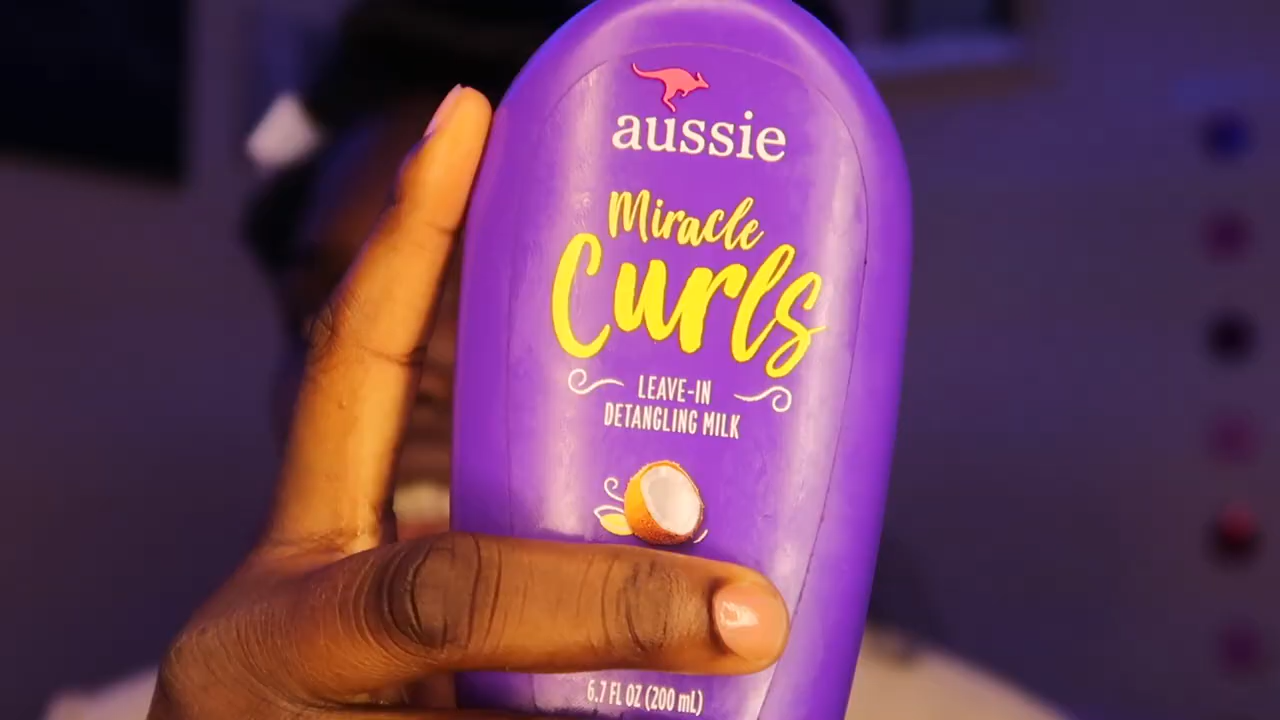 aussie
Miracle
Curls
LEAVE-IN
DETANGLING MILK
6.7 FL OZ (200 mL)